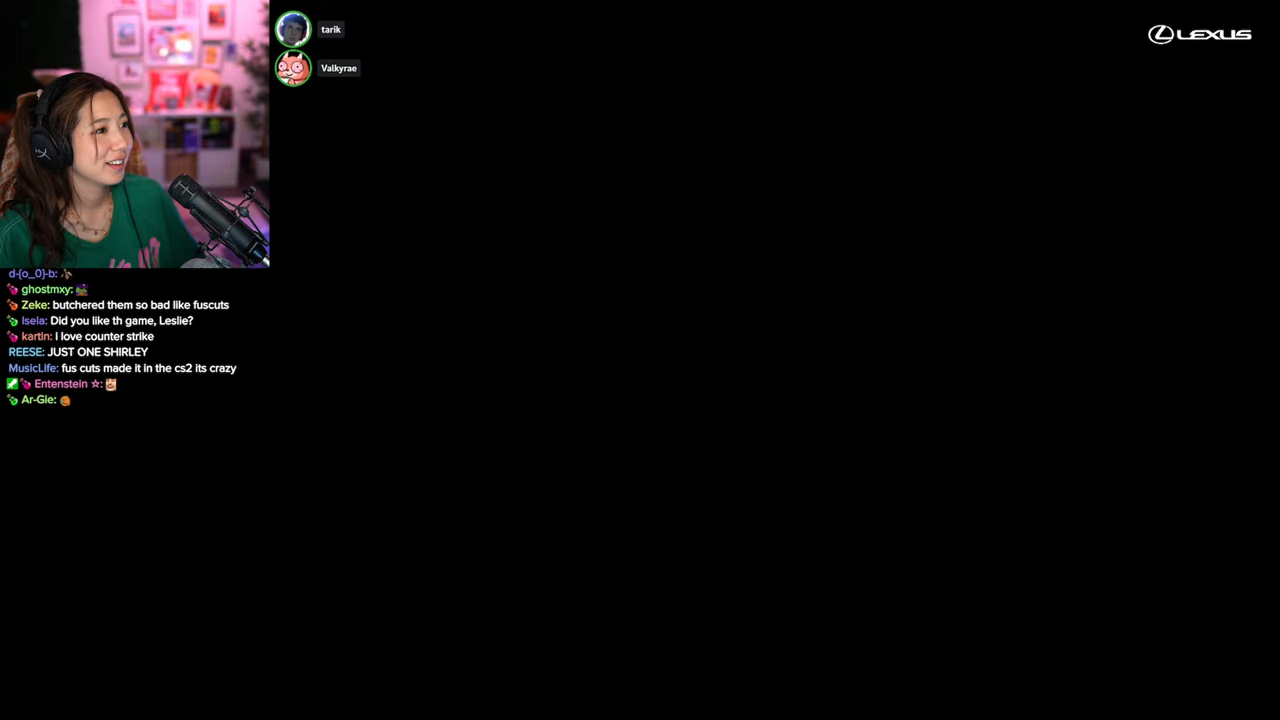 tarik
Valkyrae
LEXUS
d-{o_0}-b:
ghostmxy:
Zeke: butchered them so bad like fuscuts
Isela: Did you like th game, Leslie?
kartin: i love counter strike
REESE: JUST ONE SHIRLEY
MusicLife: fus cuts made it in the cs2 its crazy
Entenstein ☆:
Ar-Gie: